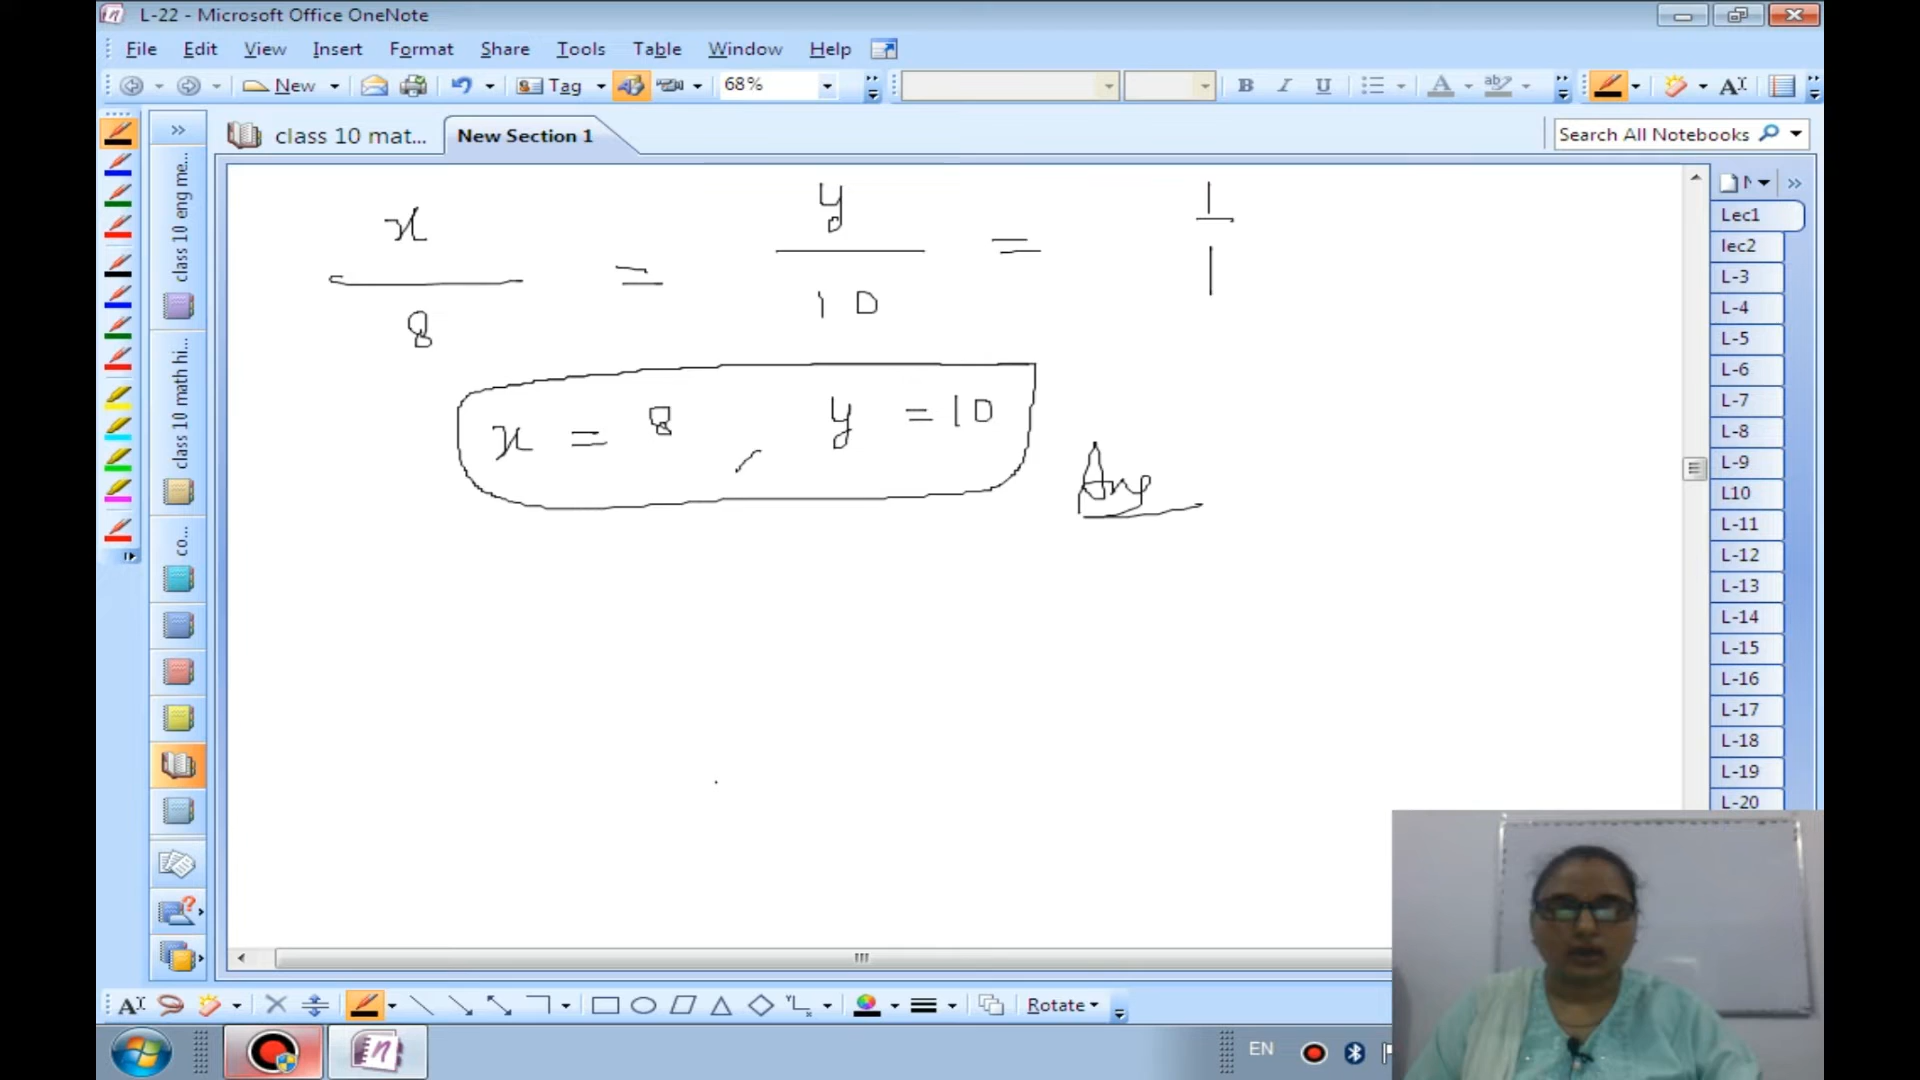 L-22 - Microsoft Office OneNote
File Edit View Insert Format Share Tools Table Window Help
New Tag 68% B I U A ab A
class 10 mat... New Section 1 Search All Notebooks
class 10 eng me...
class 10 math hi...
co...
x/8 = y/10 = 1/1
x = 8, y = 10
Ans
Lec1
lec2
L-3
L-4
L-5
L-6
L-7
L-8
L-9
L10
L-11
L-12
L-13
L-14
L-15
L-16
L-17
L-18
L-19
L-20
A Rotate
EN